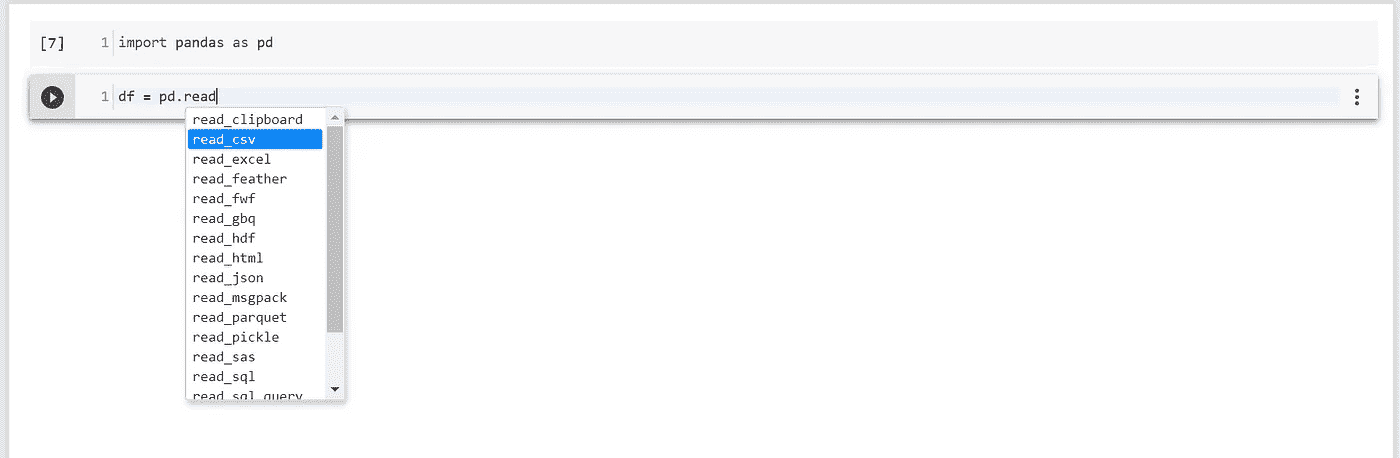 [7] 1 import pandas as pd
1 df = pd.read
read_clipboard
read_csv
read_excel
read_feather
read_fwf
read_gbq
read_hdf
read_html
read_json
read_msgpack
read_parquet
read_pickle
read_sas
read_sql
read_sql_query